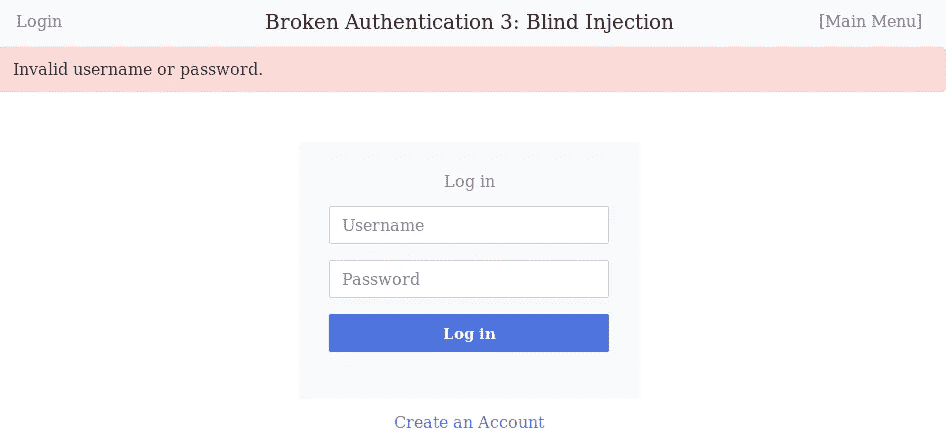 Login Broken Authentication 3: Blind Injection [Main Menu]
Invalid username or password.
Log in
Username
Password
Log in
Create an Account